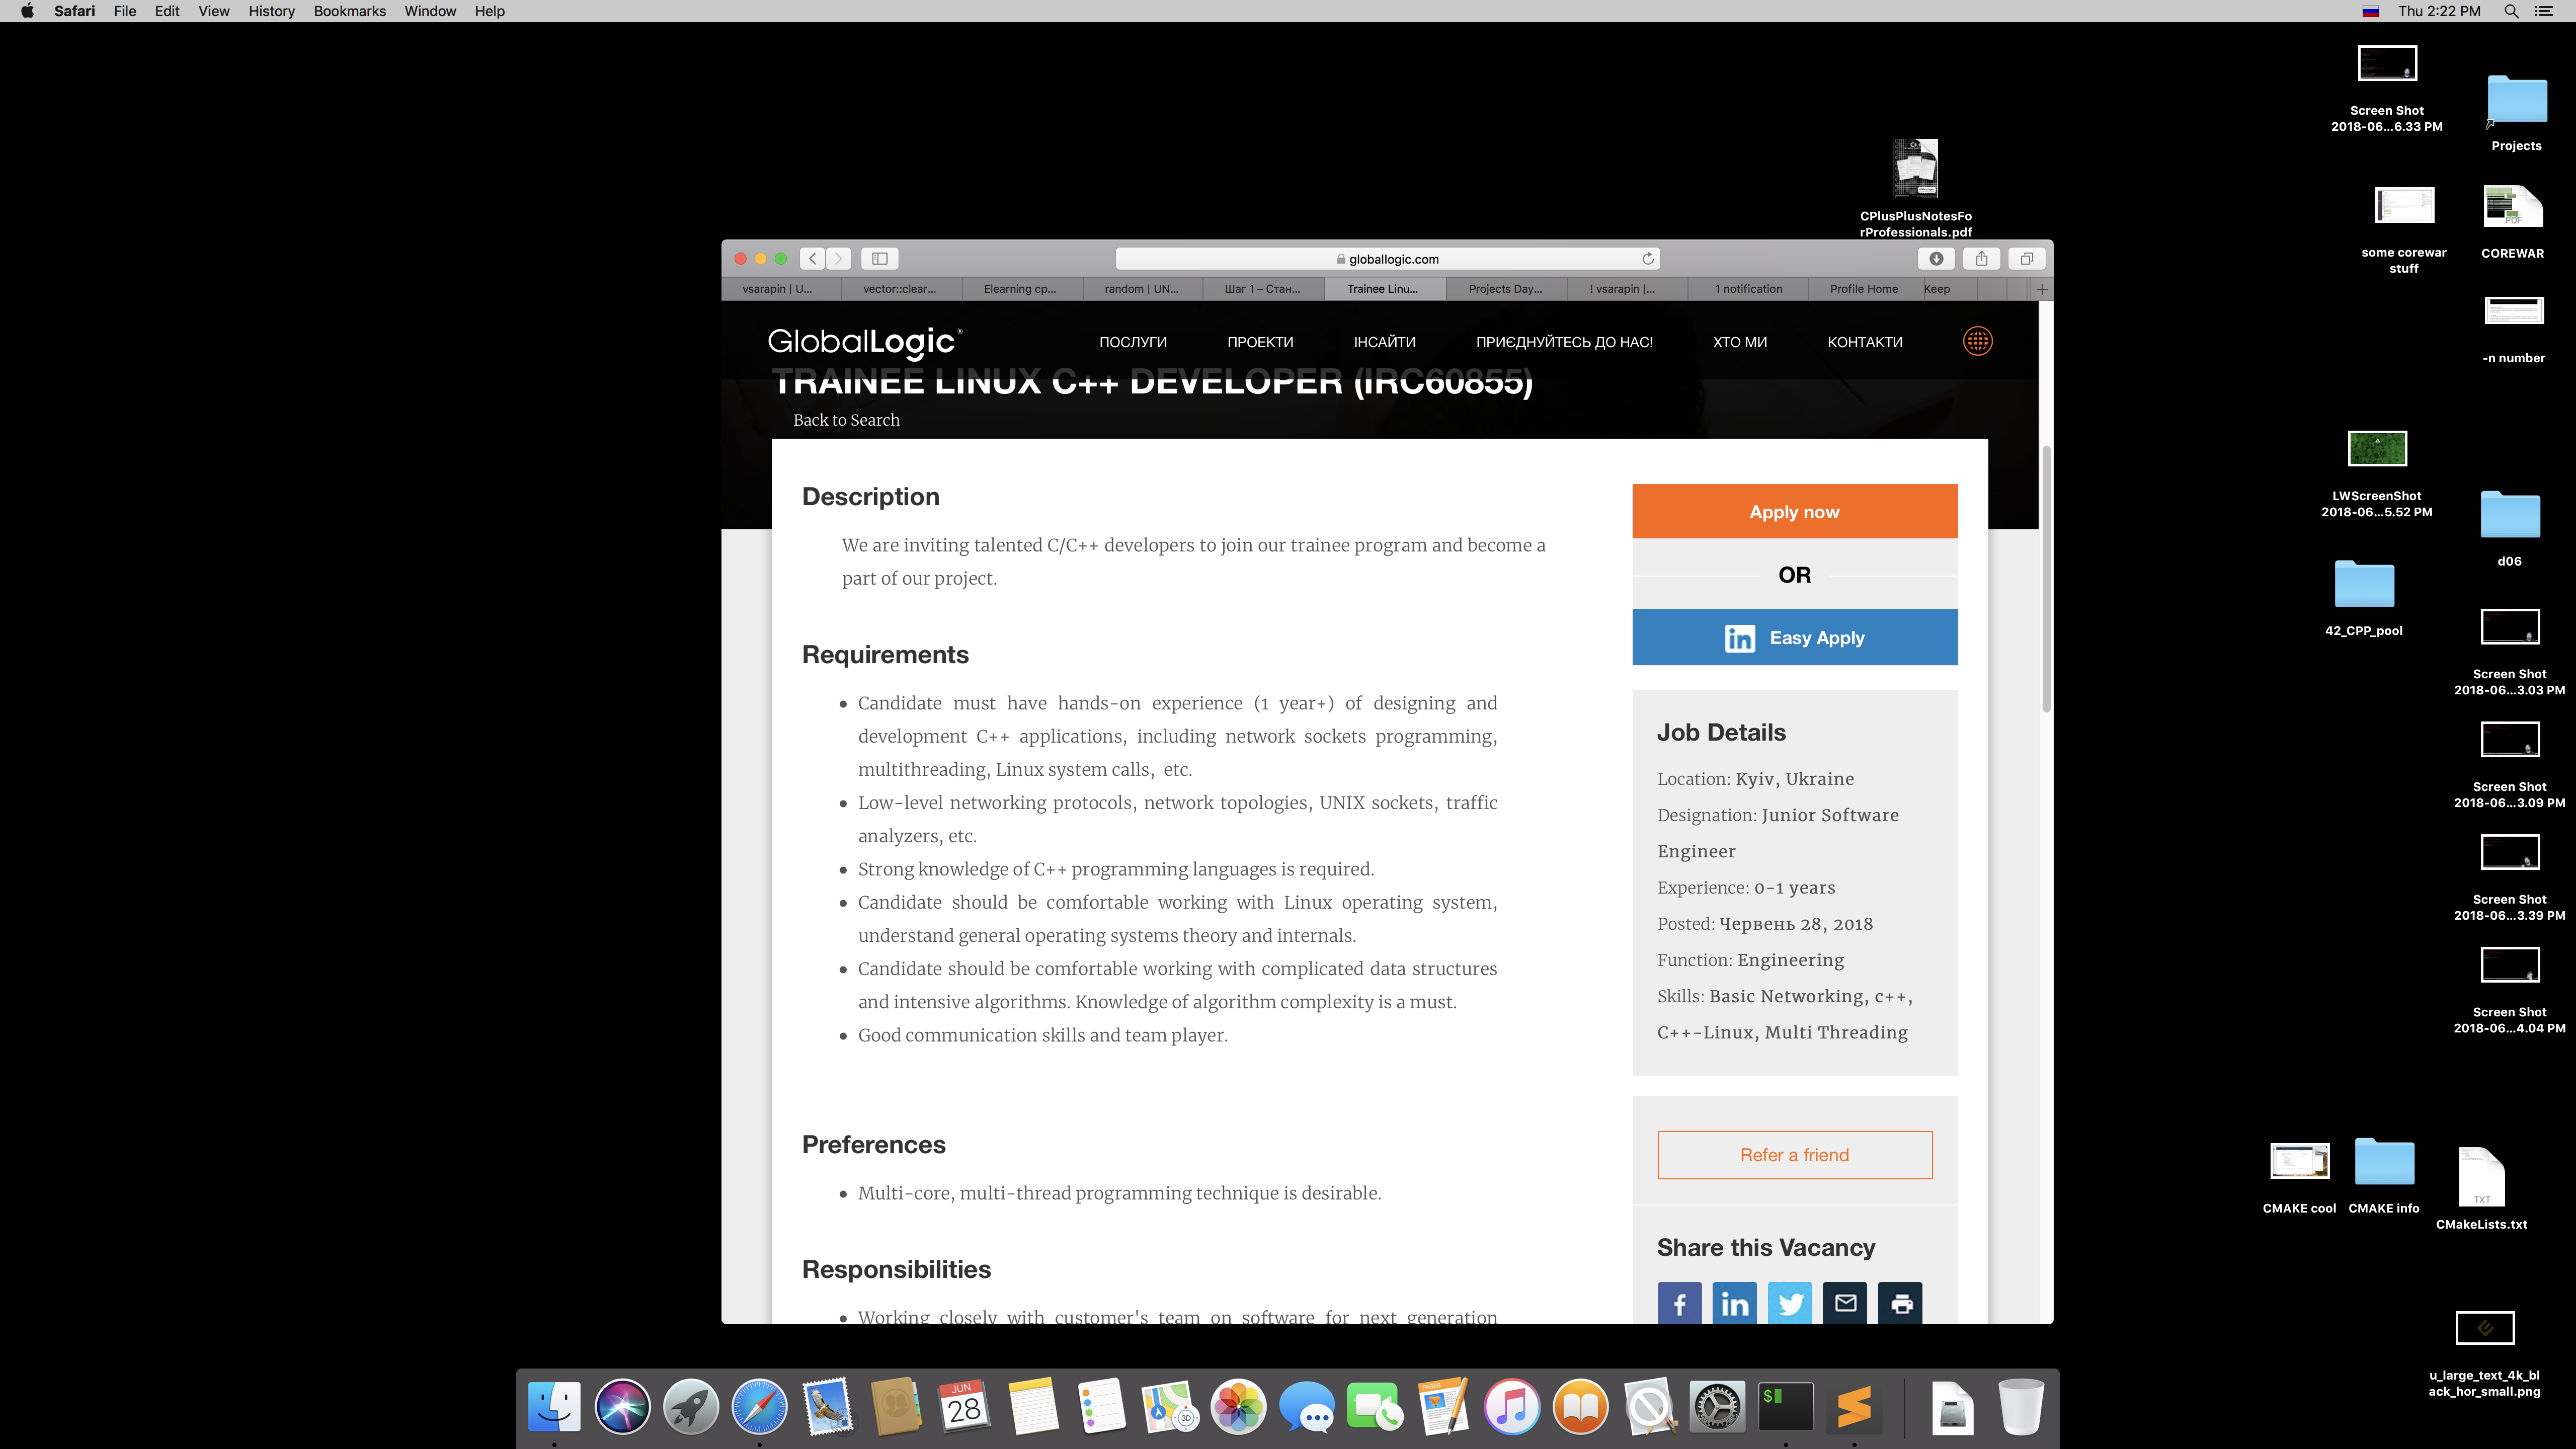 Safari File Edit View History Bookmarks Window Help
Thu 2:22 PM
Screen Shot
2018-06...6.33 PM
Projects
CPlusPlusNotesFo
rProfessionals.pdf
some corewar
stuff
PDF
COREWAR
-n number
LWScreenShot
2018-06...5.52 PM
d06
42_CPP_pool
Screen Shot
2018-06...3.03 PM
Screen Shot
2018-06...3.09 PM
Screen Shot
2018-06...3.39 PM
Screen Shot
2018-06...4.04 PM
CMAKE cool
CMAKE info
TXT
CMakeLists.txt
u_large_text_4k_bl
ack_hor_small.png
globallogic.com
vsarapin | U...
vector::clear...
Elearning cp...
random | UN...
Шаг 1 – Стан...
Trainee Linu...
Projects Day...
! vsarapin |...
1 notification
Profile Home
Keep
GlobalLogic®
ПОСЛУГИ ПРОЕКТИ ІНСАЙТИ ПРИЄДНУЙТЕСЬ ДО НАС! ХТО МИ КОНТАКТИ
TRAINEE LINUX C++ DEVELOPER (IRC60855)
Back to Search
Description
We are inviting talented C/C++ developers to join our trainee program and become a
part of our project.
Requirements
• Candidate must have hands-on experience (1 year+) of designing and
development C++ applications, including network sockets programming,
multithreading, Linux system calls, etc.
• Low-level networking protocols, network topologies, UNIX sockets, traffic
analyzers, etc.
• Strong knowledge of C++ programming languages is required.
• Candidate should be comfortable working with Linux operating system,
understand general operating systems theory and internals.
• Candidate should be comfortable working with complicated data structures
and intensive algorithms. Knowledge of algorithm complexity is a must.
• Good communication skills and team player.
Preferences
• Multi-core, multi-thread programming technique is desirable.
Responsibilities
• Working closely with customer's team on software for next generation
Apply now
OR
in Easy Apply
Job Details
Location: Kyiv, Ukraine
Designation: Junior Software
Engineer
Experience: 0-1 years
Posted: Червень 28, 2018
Function: Engineering
Skills: Basic Networking, c++,
C++-Linux, Multi Threading
Refer a friend
Share this Vacancy
f in
JUN
28
3D
PAGES
$